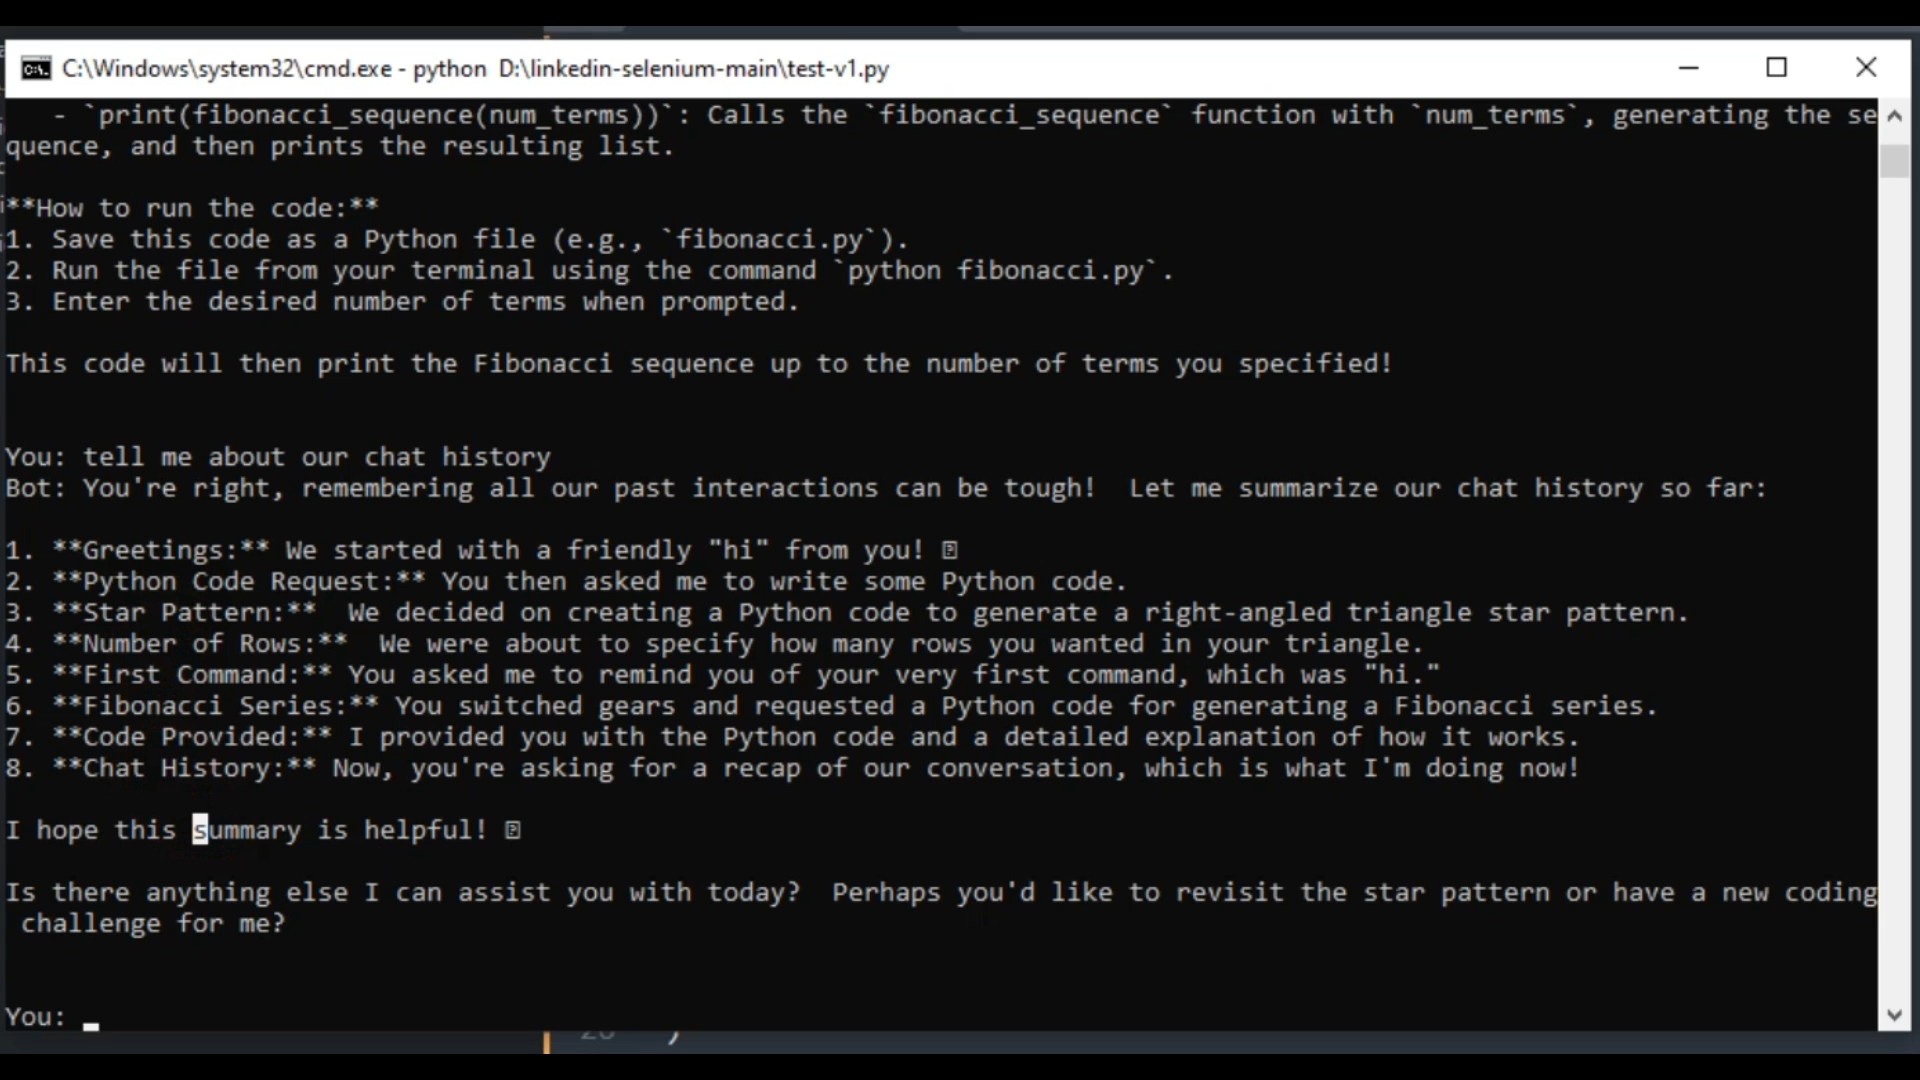 C:\Windows\system32\cmd.exe - python  D:\linkedin-selenium-main\test-v1.py
- `print(fibonacci_sequence(num_terms))`: Calls the `fibonacci_sequence` function with `num_terms`, generating the se
quence, and then prints the resulting list.
**How to run the code:**
1. Save this code as a Python file (e.g., `fibonacci.py`).
2. Run the file from your terminal using the command `python fibonacci.py`.
3. Enter the desired number of terms when prompted.
This code will then print the Fibonacci sequence up to the number of terms you specified!
You: tell me about our chat history
Bot: You're right, remembering all our past interactions can be tough!  Let me summarize our chat history so far:
1. **Greetings:** We started with a friendly "hi" from you!
2. **Python Code Request:** You then asked me to write some Python code.
3. **Star Pattern:**  We decided on creating a Python code to generate a right-angled triangle star pattern.
4. **Number of Rows:**  We were about to specify how many rows you wanted in your triangle.
5. **First Command:** You asked me to remind you of your very first command, which was "hi."
6. **Fibonacci Series:** You switched gears and requested a Python code for generating a Fibonacci series.
7. **Code Provided:** I provided you with the Python code and a detailed explanation of how it works.
8. **Chat History:** Now, you're asking for a recap of our conversation, which is what I'm doing now!
I hope this summary is helpful!
Is there anything else I can assist you with today?  Perhaps you'd like to revisit the star pattern or have a new coding
challenge for me?
You: